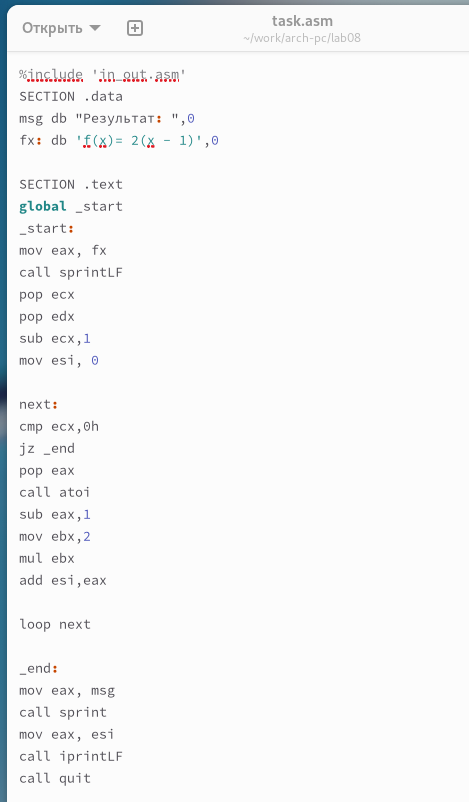 Открыть
task.asm
~/work/arch-pc/lab08
%include 'in_out.asm'
SECTION .data
msg db "Результат: ",0
fx: db 'f(x)= 2(x - 1)',0
SECTION .text
global _start
_start:
mov eax, fx
call sprintLF
pop ecx
pop edx
sub ecx,1
mov esi, 0
next:
cmp ecx,0h
jz _end
pop eax
call atoi
sub eax,1
mov ebx,2
mul ebx
add esi,eax
loop next
_end:
mov eax, msg
call sprint
mov eax, esi
call iprintLF
call quit